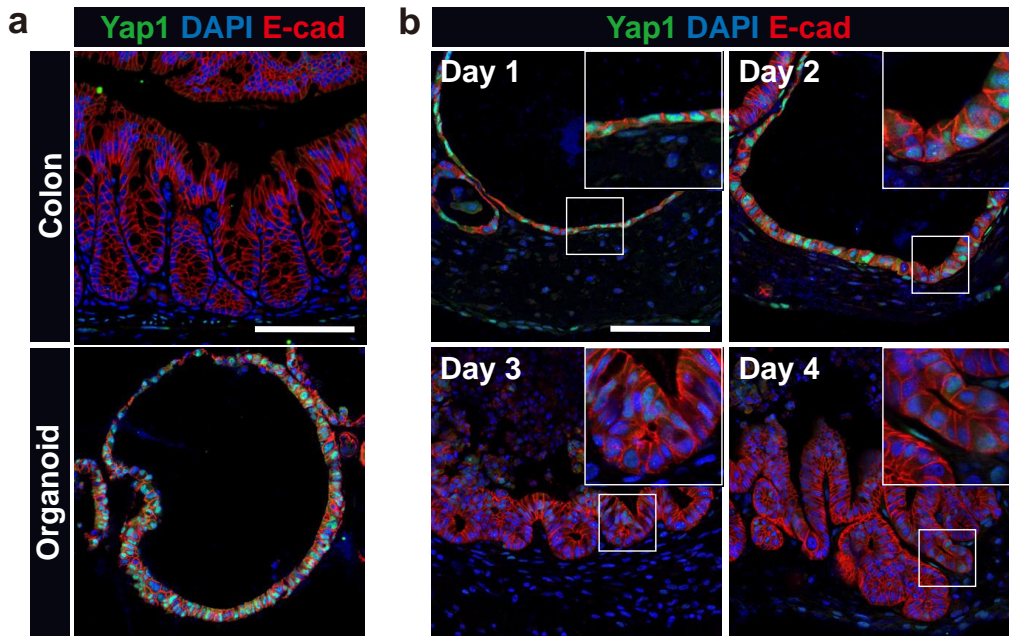 a
Yap1 DAPI E-cad
Colon
Organoid
b
Yap1 DAPI E-cad
Day 1
Day 2
Day 3
Day 4